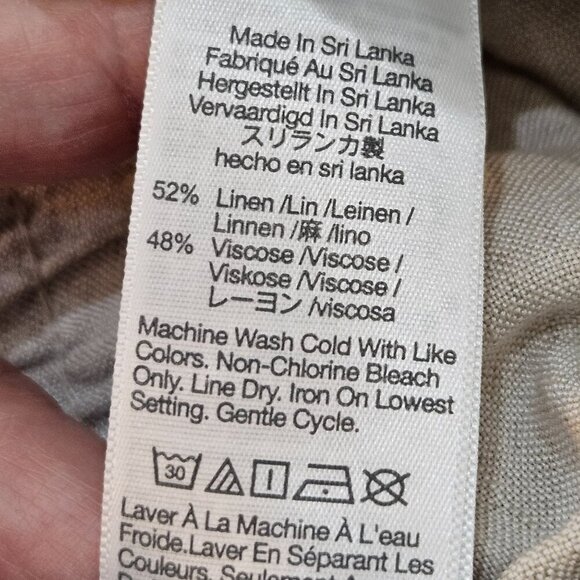 Made In Sri Lanka
Fabriqué Au Sri Lanka
Hergestellt In Sri Lanka
Vervaardigd In Sri Lanka
スリランカ製
hecho en sri lanka
52% Linen /Lin /Leinen /
Linnen /麻 /lino
48% Viscose /Viscose /
Viskose /Viscose /
レーヨン /viscosa
Machine Wash Cold With Like
Colors. Non-Chlorine Bleach
Only. Line Dry. Iron On Lowest
Setting. Gentle Cycle.
30
Laver À La Machine À L'eau
Froide.Laver En Séparant Les
Couleurs. Seulement